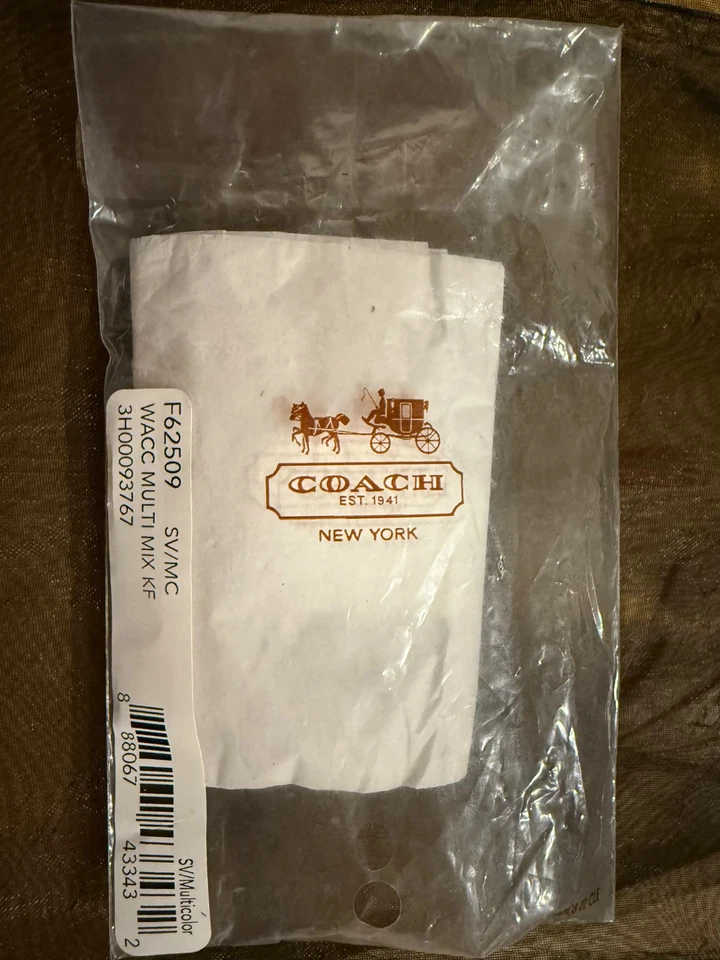 COACH
EST. 1941
NEW YORK
F62509 SV/MC
WACC MULTI MIX KF
3H00093767
SV/Multicolor
8 88067 43343 2